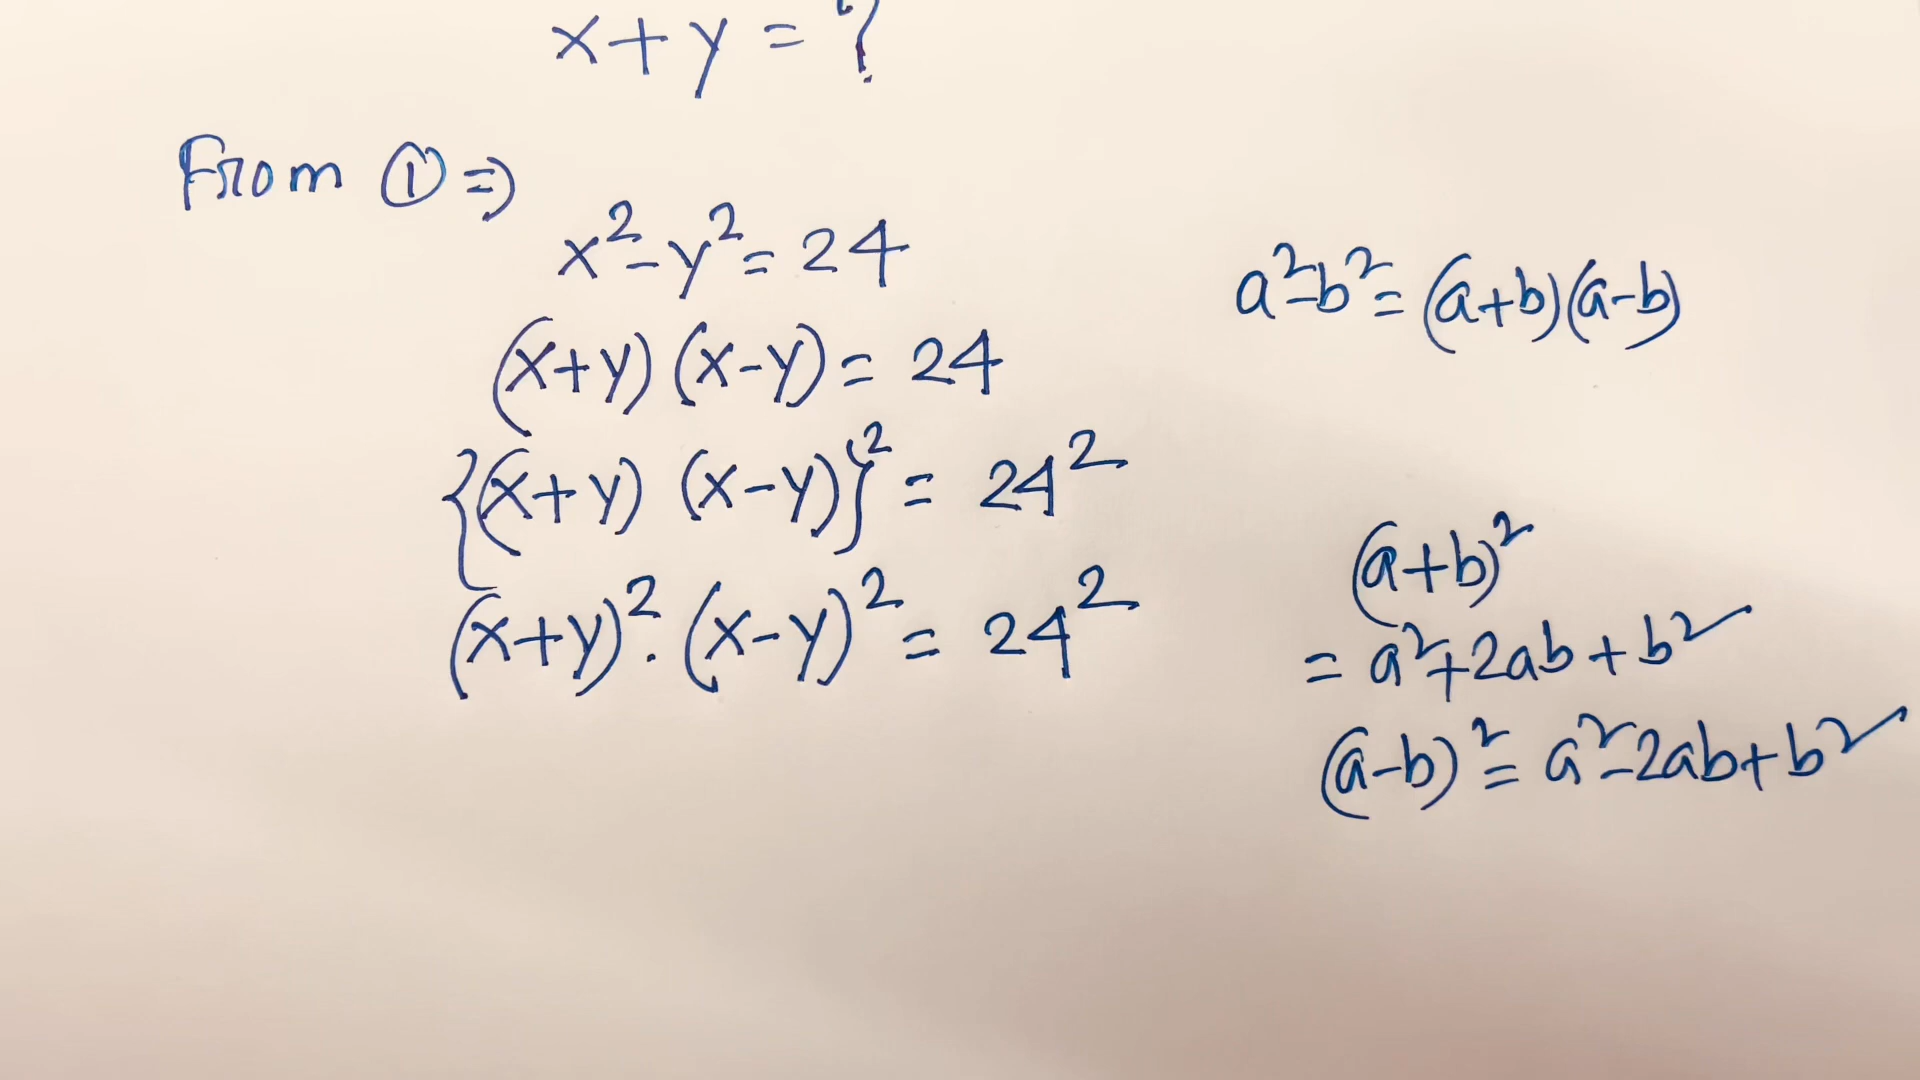 x+y = ?
From ① ⇒
x²-y² = 24
(x+y) (x-y) = 24
{(x+y) (x-y)}² = 24²
(x+y)² . (x-y)² = 24²
a²-b² = (a+b)(a-b)
(a+b)²
= a²+2ab+b²
(a-b)² = a²-2ab+b²